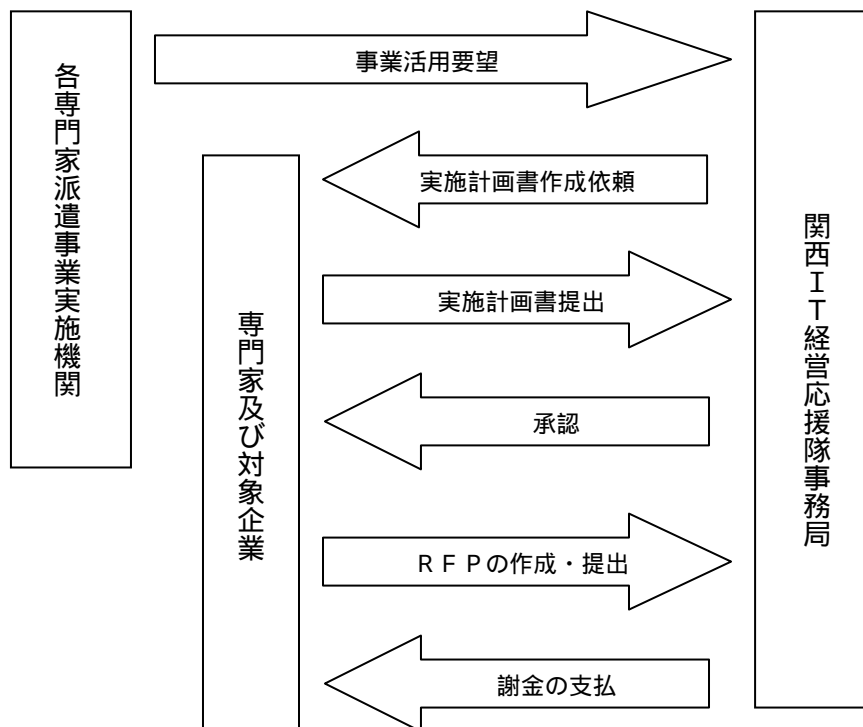 各専門家派遣事業実施機関
事業活用要望
実施計画書作成依頼
実施計画書提出
専門家及び対象企業
承認
ＲＦＰの作成・提出
謝金の支払
関西ＩＴ経営応援隊事務局